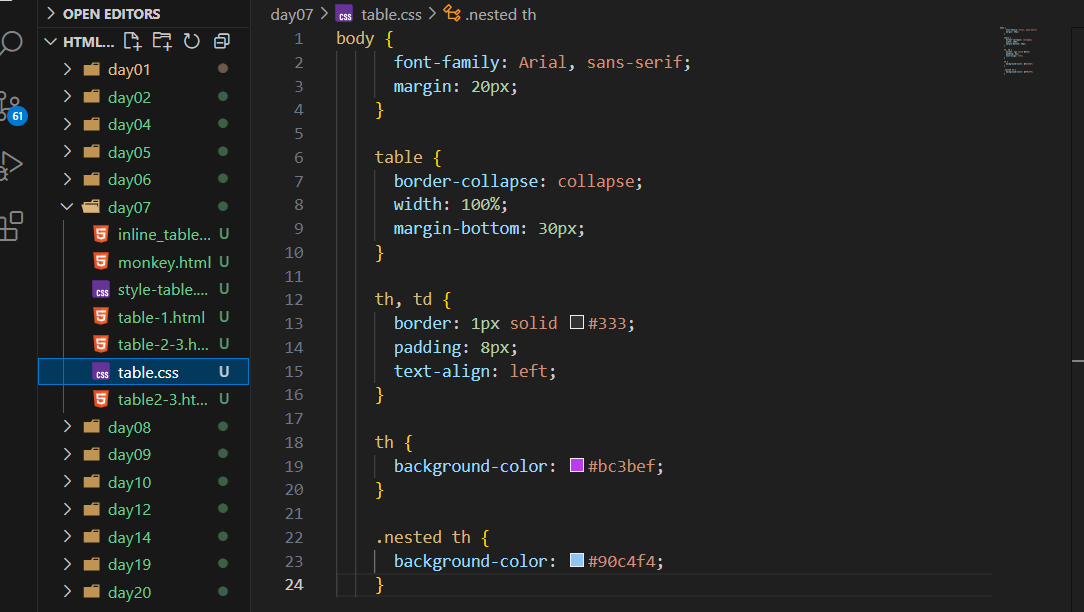 OPEN EDITORS
HTML...
day01
day02
day04
day05
day06
day07
inline_table... U
monkey.html U
style-table.... U
table-1.html U
table-2-3.h... U
table.css U
table2-3.ht... U
day08
day09
day10
day12
day14
day19
day20
61
day07 > table.css > .nested th
1 body {
2 font-family: Arial, sans-serif;
3 margin: 20px;
4 }
5
6 table {
7 border-collapse: collapse;
8 width: 100%;
9 margin-bottom: 30px;
10 }
11
12 th, td {
13 border: 1px solid #333;
14 padding: 8px;
15 text-align: left;
16 }
17
18 th {
19 background-color: #bc3bef;
20 }
21
22 .nested th {
23 background-color: #90c4f4;
24 }